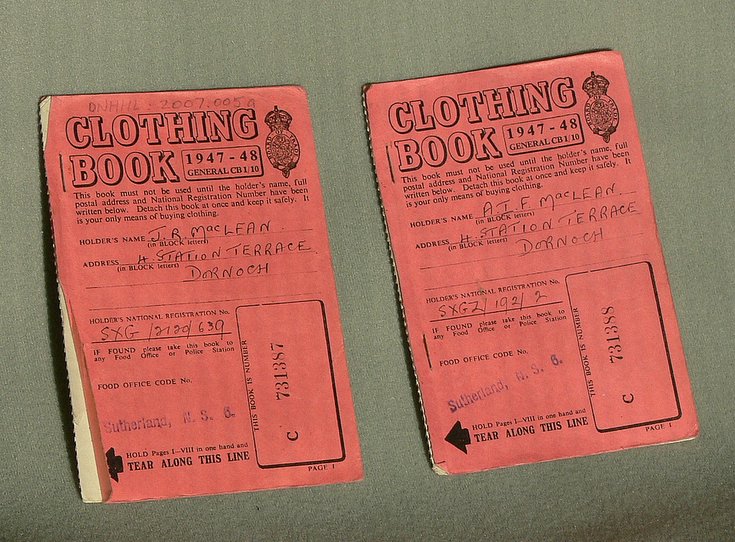 DNHHL : 2007.005a
CLOTHING
BOOK 1947-48
GENERAL CB 1/10
This book must not be used until the holder's name, full
postal address and National Registration Number have been
written below. Detach this book at once and keep it safely. It
is your only means of buying clothing.
HOLDER'S NAME J.R. MACLEAN.
(in BLOCK letters)
ADDRESS 4. STATION TERRACE.
(in BLOCK letters)
DORNOCH
HOLDER'S NATIONAL REGISTRATION No.
SXG /2120/639
IF FOUND please take this book to
any Food Office or Police Station
FOOD OFFICE CODE No.
Sutherland, N. S. 6.
THIS BOOK IS NUMBER
C 731387
HOLD Pages I—VIII in one hand and
TEAR ALONG THIS LINE
PAGE I
CLOTHING
BOOK 1947-48
GENERAL CB 1/10
This book must not be used until the holder's name, full
postal address and National Registration Number have been
written below. Detach this book at once and keep it safely. It
is your only means of buying clothing.
HOLDER'S NAME A.T.F. MACLEAN.
(in BLOCK letters)
ADDRESS 4. STATION TERRACE
(in BLOCK letters)
DORNOCH
HOLDER'S NATIONAL REGISTRATION No.
SXGZ/192/2
IF FOUND please take this book to
any Food Office or Police Station
FOOD OFFICE CODE No.
Sutherland, N. S. 6.
THIS BOOK IS NUMBER
C 731388
HOLD Pages I—VIII in one hand and
TEAR ALONG THIS LINE
PAGE I